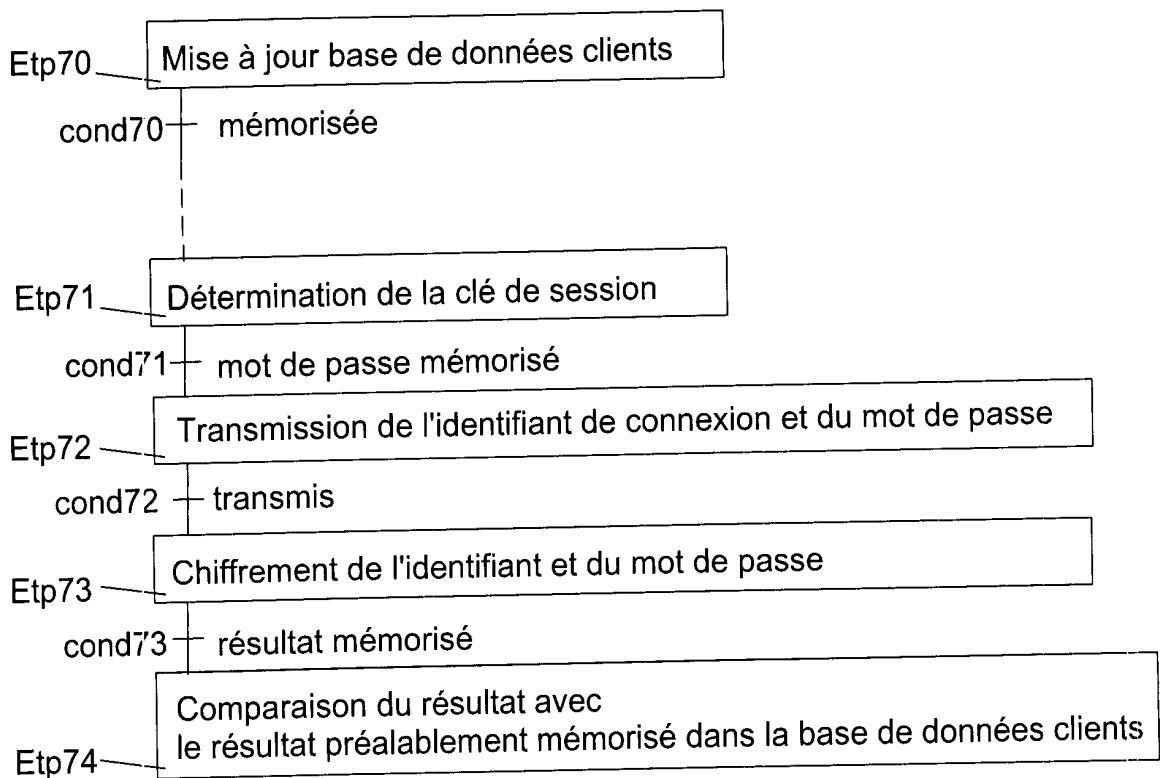 Etp70 Mise à jour base de données clients
cond70 mémorisée
Etp71 Détermination de la clé de session
cond71 mot de passe mémorisé
Etp72 Transmission de l'identifiant de connexion et du mot de passe
cond72 transmis
Etp73 Chiffrement de l'identifiant et du mot de passe
cond73 résultat mémorisé
Comparaison du résultat avec
Etp74 le résultat préalablement mémorisé dans la base de données clients